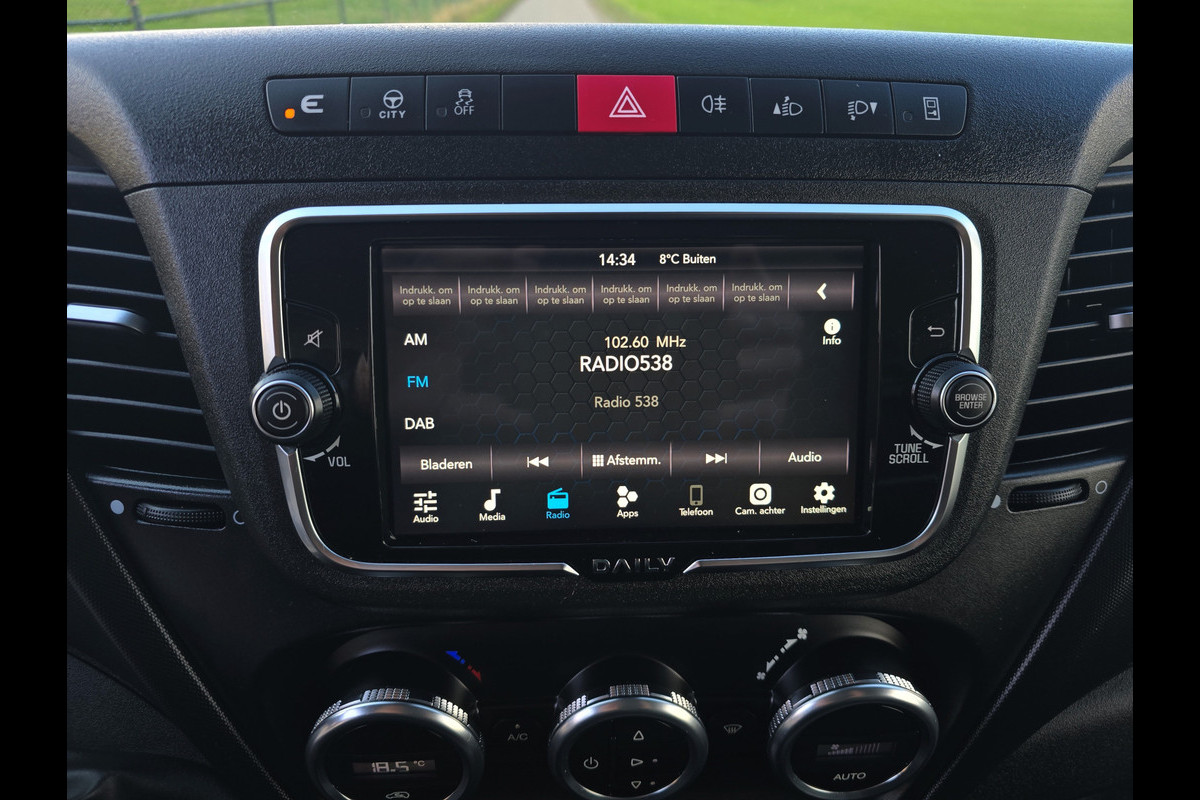 E
CITY
OFF
14:34 8°C Buiten
Indrukk. om Indrukk. om Indrukk. om Indrukk. om Indrukk. om Indrukk. om
op te slaan op te slaan op te slaan op te slaan op te slaan op te slaan
AM
Info
102.60 MHz
RADIO538
FM
Radio 538
DAB
BROWSE
ENTER
VOL
TUNE
SCROLL
Bladeren Afstemm. Audio
Audio Media Radio Apps Telefoon Cam. achter Instellingen
DAILY
A/C
18.5 °C
AUTO